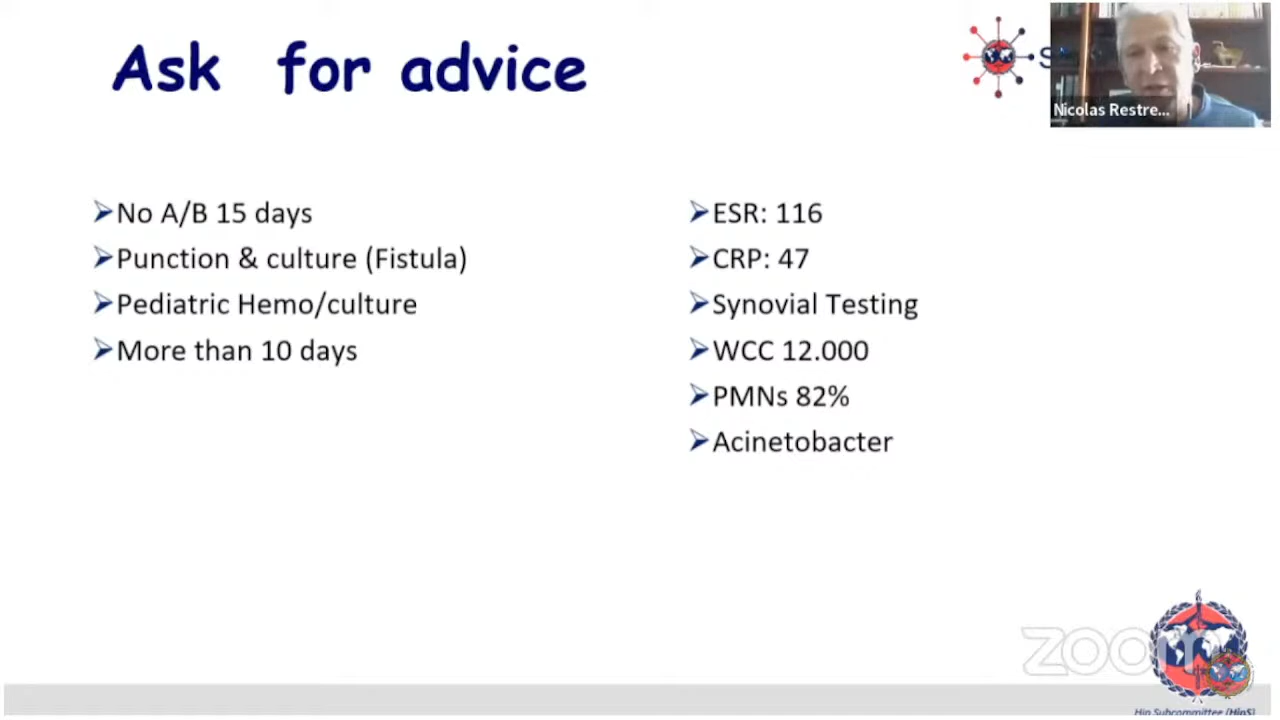 Ask for advice
Nicolas Restre...
No A/B 15 days
Punction & culture (Fistula)
Pediatric Hemo/culture
More than 10 days
ESR: 116
CRP: 47
Synovial Testing
WCC 12.000
PMNs 82%
Acinetobacter
zoom
Hip Subcommittee (HipS)